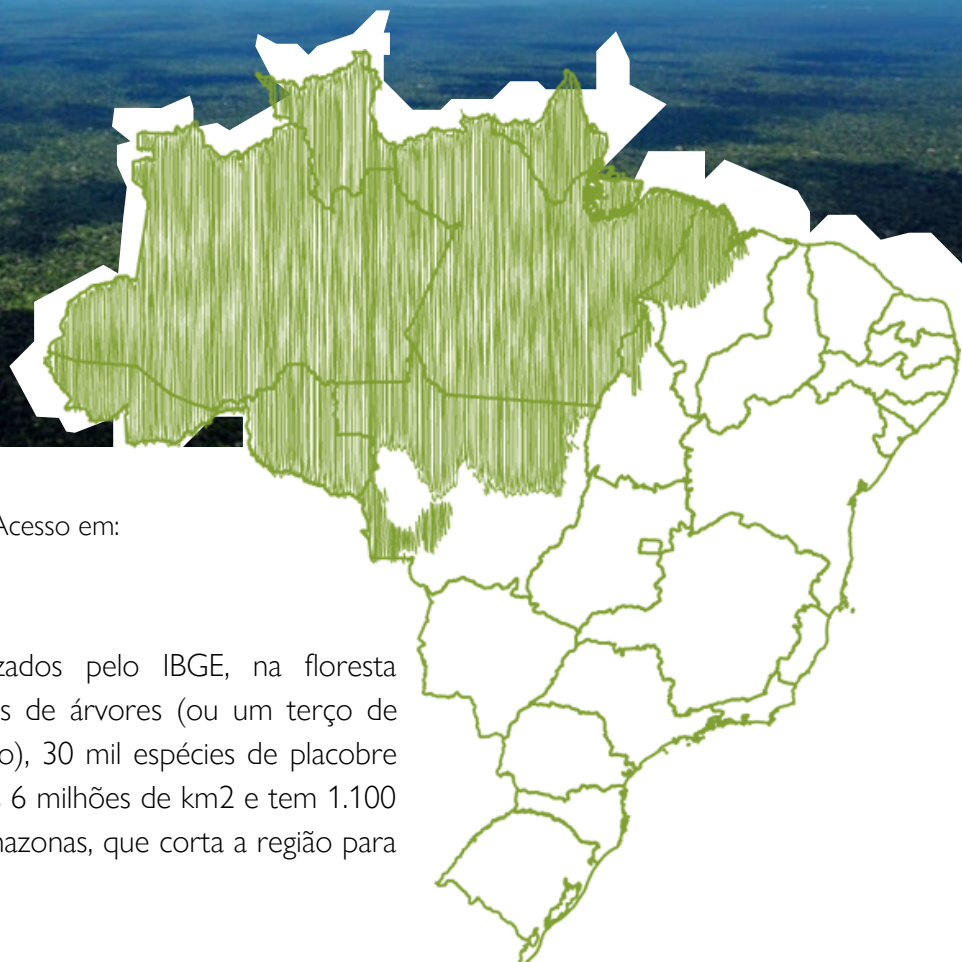 Acesso em:
zados pelo IBGE, na floresta
s de árvores (ou um terço de
o), 30 mil espécies de placobre
6 milhões de km2 e tem 1.100
nazonas, que corta a região para